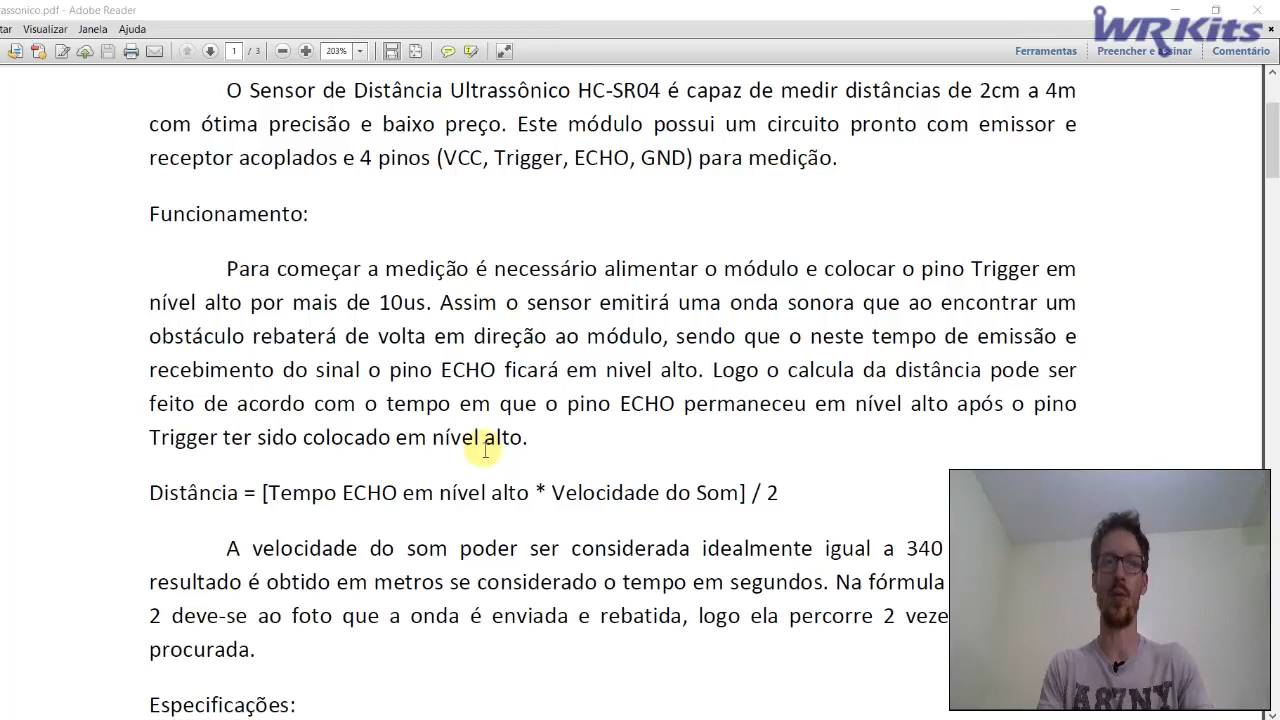 rassonico.pdf - Adobe Reader
tar Visualizar Janela Ajuda
WRKits
1 / 3 203% Ferramentas Preencher e assinar Comentário
O Sensor de Distância Ultrassônico HC-SR04 é capaz de medir distâncias de 2cm a 4m
com ótima precisão e baixo preço. Este módulo possui um circuito pronto com emissor e
receptor acoplados e 4 pinos (VCC, Trigger, ECHO, GND) para medição.
Funcionamento:
Para começar a medição é necessário alimentar o módulo e colocar o pino Trigger em
nível alto por mais de 10us. Assim o sensor emitirá uma onda sonora que ao encontrar um
obstáculo rebaterá de volta em direção ao módulo, sendo que o neste tempo de emissão e
recebimento do sinal o pino ECHO ficará em nivel alto. Logo o calcula da distância pode ser
feito de acordo com o tempo em que o pino ECHO permaneceu em nível alto após o pino
Trigger ter sido colocado em nível alto.
Distância = [Tempo ECHO em nível alto * Velocidade do Som] / 2
A velocidade do som poder ser considerada idealmente igual a 340
resultado é obtido em metros se considerado o tempo em segundos. Na fórmula
2 deve-se ao foto que a onda é enviada e rebatida, logo ela percorre 2 veze
procurada.
Especificações: